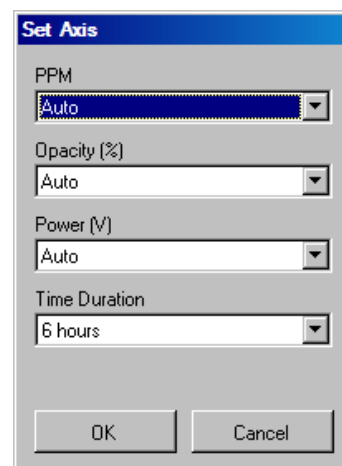 Set Axis
PPM
Auto
Opacity (%)
Auto
Power (V)
Auto
Time Duration
6 hours
OK Cancel